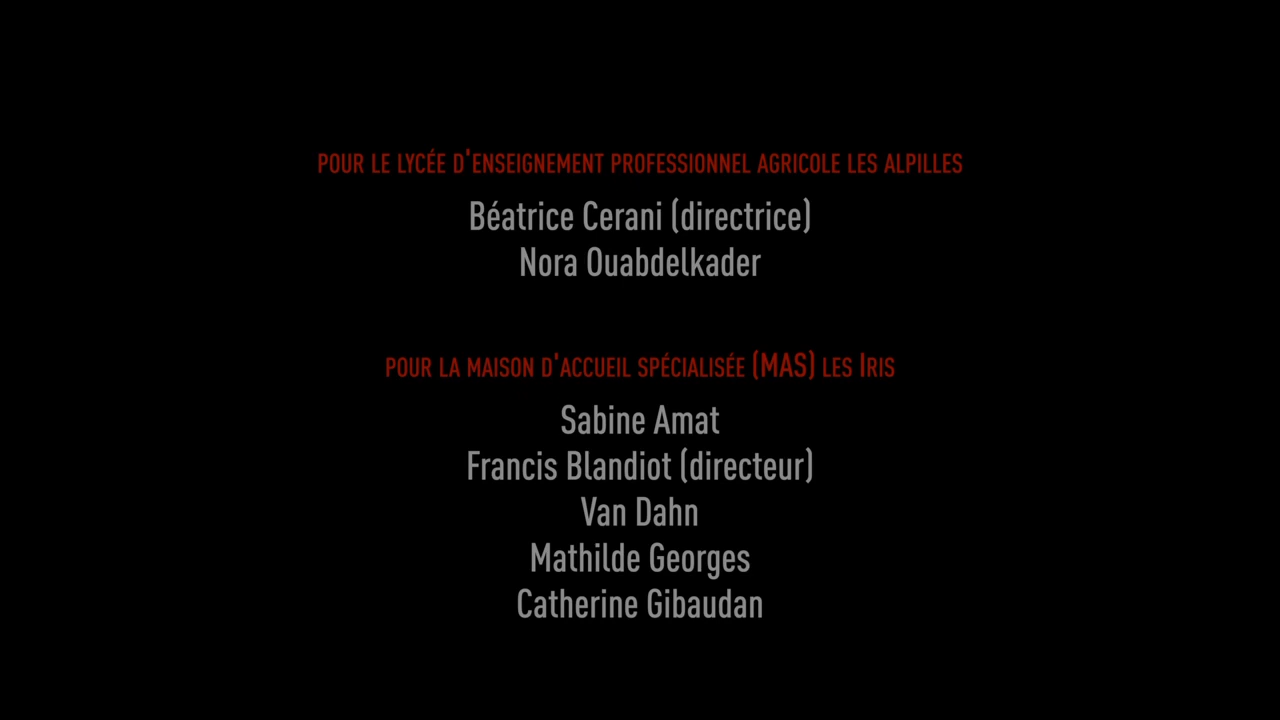 POUR LE LYCÉE D'ENSEIGNEMENT PROFESSIONNEL AGRICOLE LES ALPILLES
Béatrice Cerani (directrice)
Nora Ouabdelkader
POUR LA MAISON D'ACCUEIL SPÉCIALISÉE (MAS) LES IRIS
Sabine Amat
Francis Blandiot (directeur)
Van Dahn
Mathilde Georges
Catherine Gibaudan